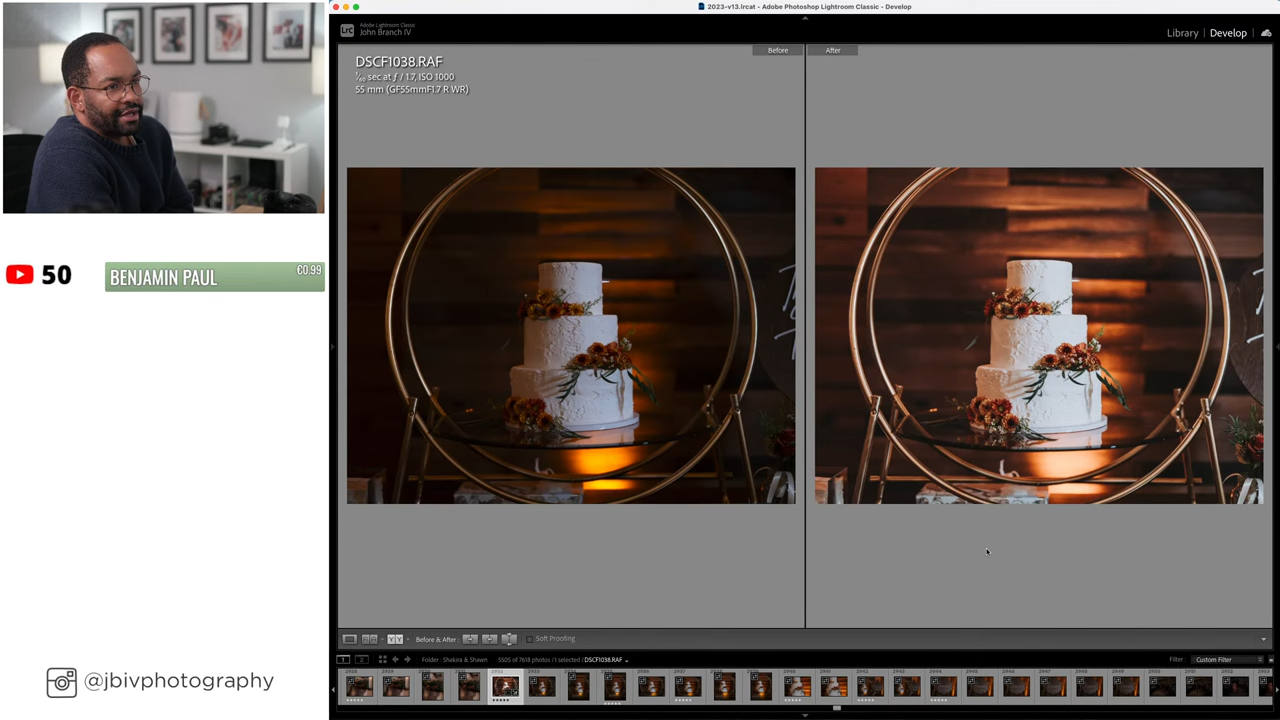 2023-v13.lrcat - Adobe Photoshop Lightroom Classic - Develop
Lrc
Adobe Lightroom Classic
John Branch IV
Library | Develop
Before
After
DSCF1038.RAF
1/60 sec at ƒ / 1.7, ISO 1000
55 mm (GF55mmF1.7 R WR)
50
BENJAMIN PAUL
€0.99
@jbivphotography
Before & After :
Soft Proofing
1
2
Folder : Shakira & Shawn
5505 of 7618 photos / 1 selected / DSCF1038.RAF
Filter :
Custom Filter